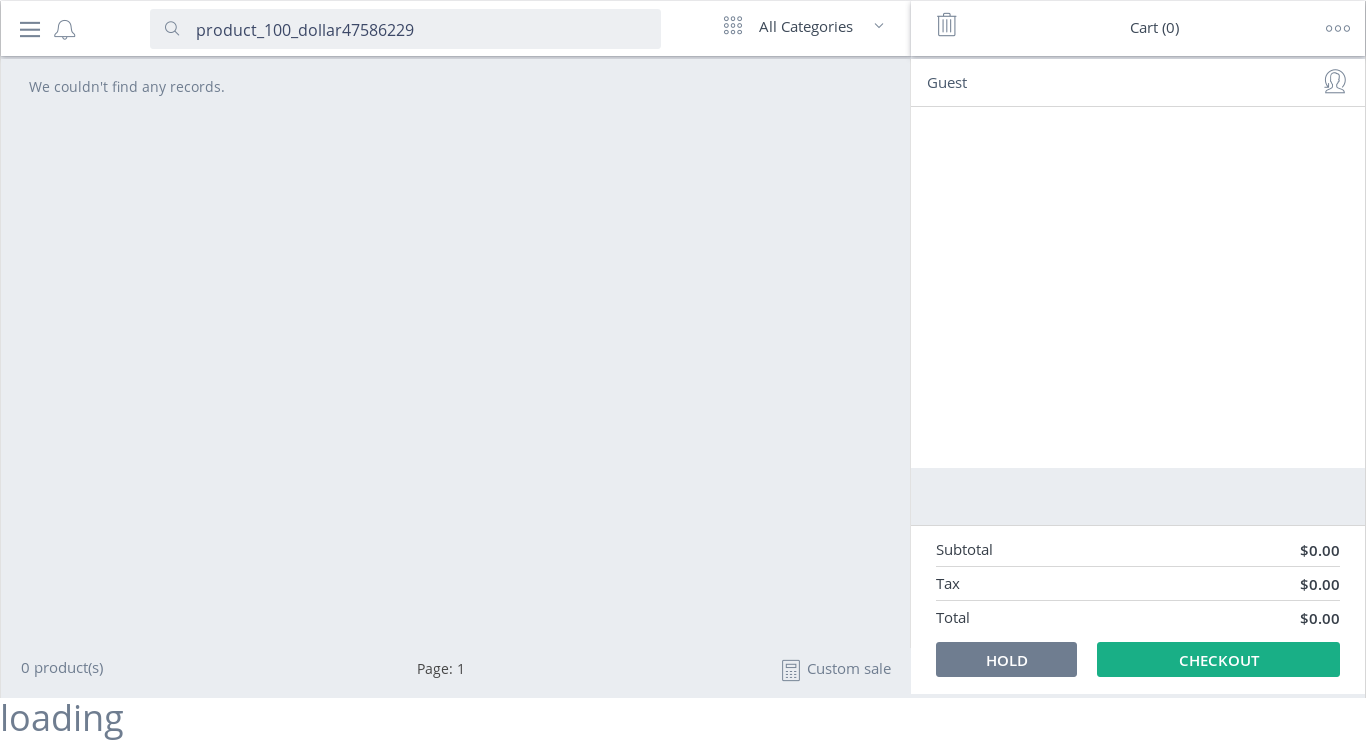 product_100_dollar47586229
All Categories
Cart (0)
We couldn't find any records.
Guest
Subtotal $0.00
Tax $0.00
Total $0.00
HOLD CHECKOUT
0 product(s)
Page: 1
Custom sale
loading